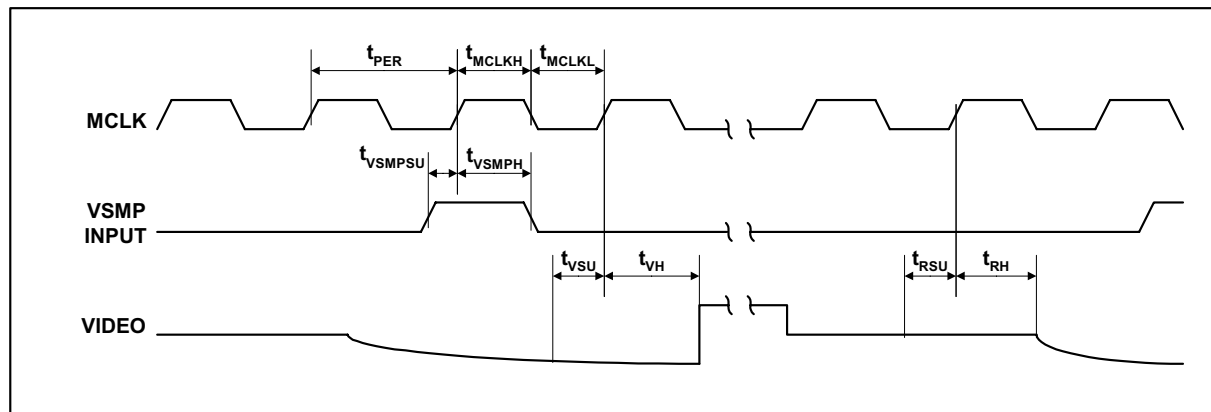 tPER
tMCLKH
tMCLKL
MCLK
tVSMPSU
tVSMPH
VSMP
INPUT
tVSU
tVH
tRSU
tRH
VIDEO